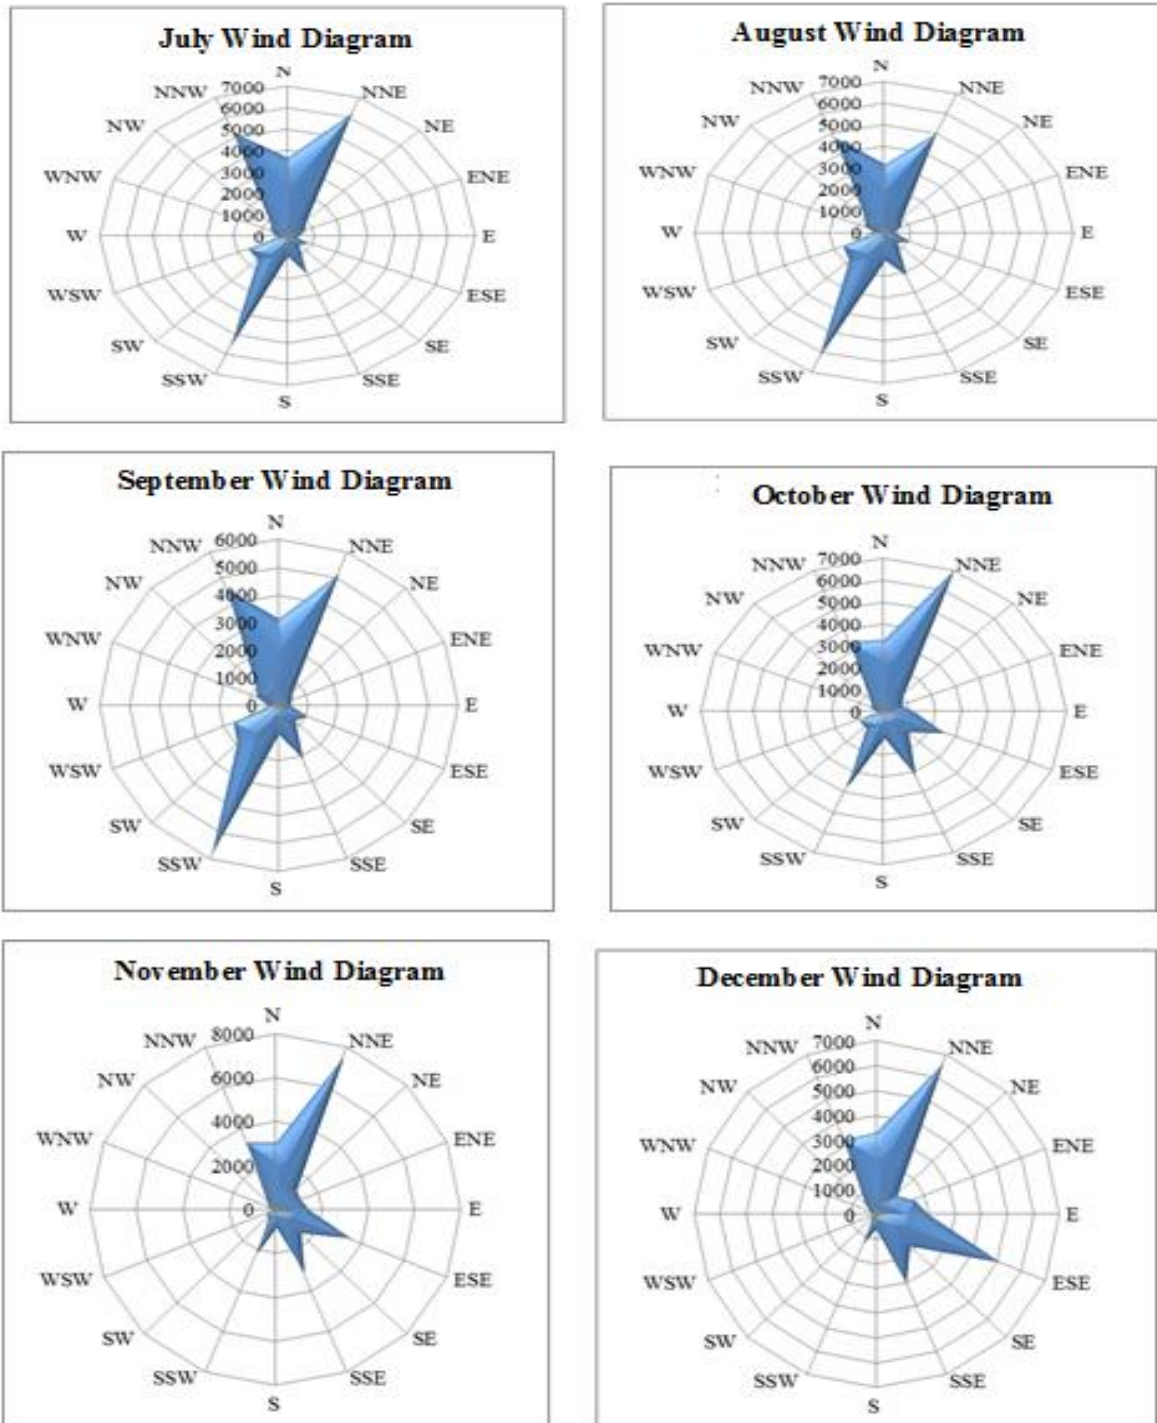 July Wind Diagram
N
NNE
NE
ENE
E
ESE
SE
SSE
S
SSW
SW
WSW
W
WNW
NW
NNW
7000
6000
5000
4000
3000
2000
1000
0
August Wind Diagram
N
NNE
NE
ENE
E
ESE
SE
SSE
S
SSW
SW
WSW
W
WNW
NW
NNW
7000
6000
5000
4000
3000
2000
1000
0
September Wind Diagram
N
NNE
NE
ENE
E
ESE
SE
SSE
S
SSW
SW
WSW
W
WNW
NW
NNW
6000
5000
4000
3000
2000
1000
0
October Wind Diagram
N
NNE
NE
ENE
E
ESE
SE
SSE
S
SSW
SW
WSW
W
WNW
NW
NNW
7000
6000
5000
4000
3000
2000
1000
0
November Wind Diagram
N
NNE
NE
ENE
E
ESE
SE
SSE
S
SSW
SW
WSW
W
WNW
NW
NNW
8000
6000
4000
2000
0
December Wind Diagram
N
NNE
NE
ENE
E
ESE
SE
SSE
S
SSW
SW
WSW
W
WNW
NW
NNW
7000
6000
5000
4000
3000
2000
1000
0